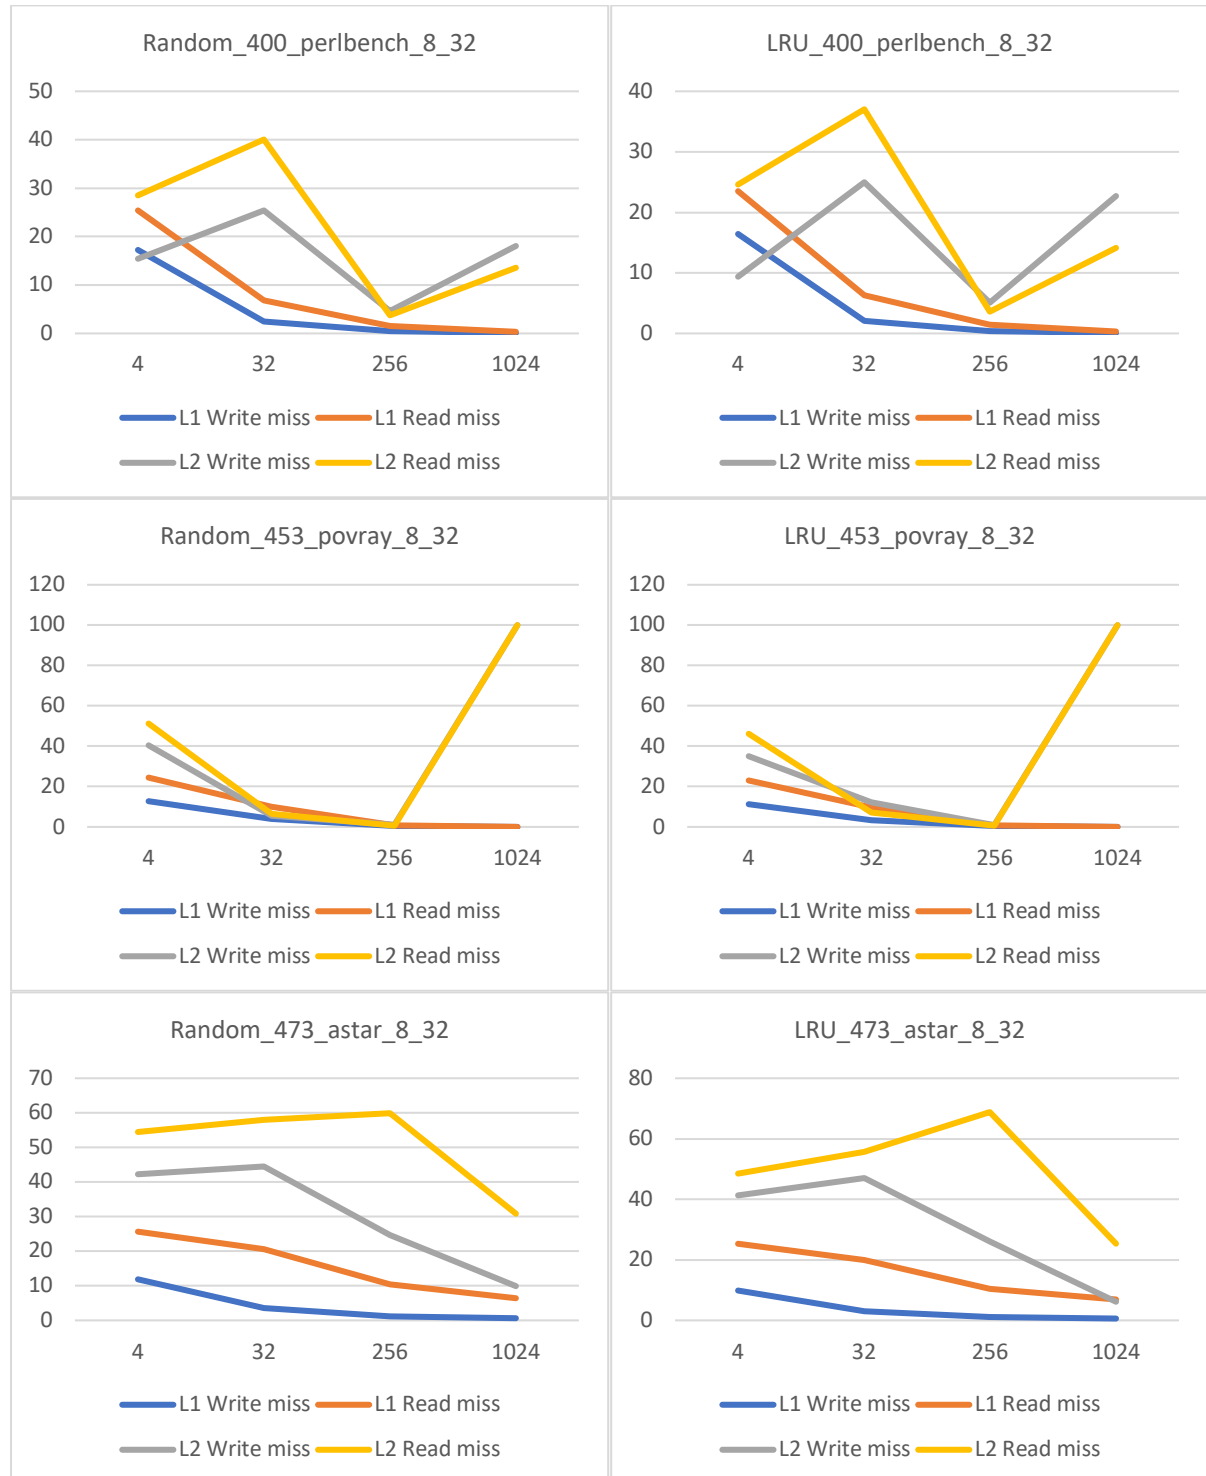 Random_400_perlbench_8_32
50
40
30
20
10
0
4 32 256 1024
L1 Write miss L1 Read miss
L2 Write miss L2 Read miss
LRU_400_perlbench_8_32
40
30
20
10
0
4 32 256 1024
L1 Write miss L1 Read miss
L2 Write miss L2 Read miss
Random_453_povray_8_32
120
100
80
60
40
20
0
4 32 256 1024
L1 Write miss L1 Read miss
L2 Write miss L2 Read miss
LRU_453_povray_8_32
120
100
80
60
40
20
0
4 32 256 1024
L1 Write miss L1 Read miss
L2 Write miss L2 Read miss
Random_473_astar_8_32
70
60
50
40
30
20
10
0
4 32 256 1024
L1 Write miss L1 Read miss
L2 Write miss L2 Read miss
LRU_473_astar_8_32
80
60
40
20
0
4 32 256 1024
L1 Write miss L1 Read miss
L2 Write miss L2 Read miss